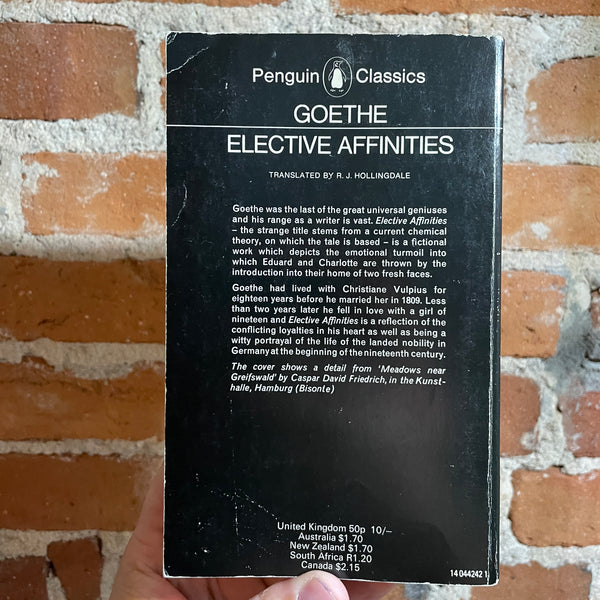 Penguin Classics
GOETHE
ELECTIVE AFFINITIES
TRANSLATED BY R. J. HOLLINGDALE
Goethe was the last of the great universal geniuses
and his range as a writer is vast. Elective Affinities
– the strange title stems from a current chemical
theory, on which the tale is based – is a fictional
work which depicts the emotional turmoil into
which Eduard and Charlotte are thrown by the
introduction into their home of two fresh faces.
Goethe had lived with Christiane Vulpius for
eighteen years before he married her in 1809. Less
than two years later he fell in love with a girl of
nineteen and Elective Affinities is a reflection of the
conflicting loyalties in his heart as well as being a
witty portrayal of the life of the landed nobility in
Germany at the beginning of the nineteenth century.
The cover shows a detail from 'Meadows near
Greifswald' by Caspar David Friedrich, in the Kunst-
halle, Hamburg (Bisonte)
United Kingdom 50p 10/–
Australia $1.70
New Zealand $1.70
South Africa R1.20
Canada $2.15
14 044242 1